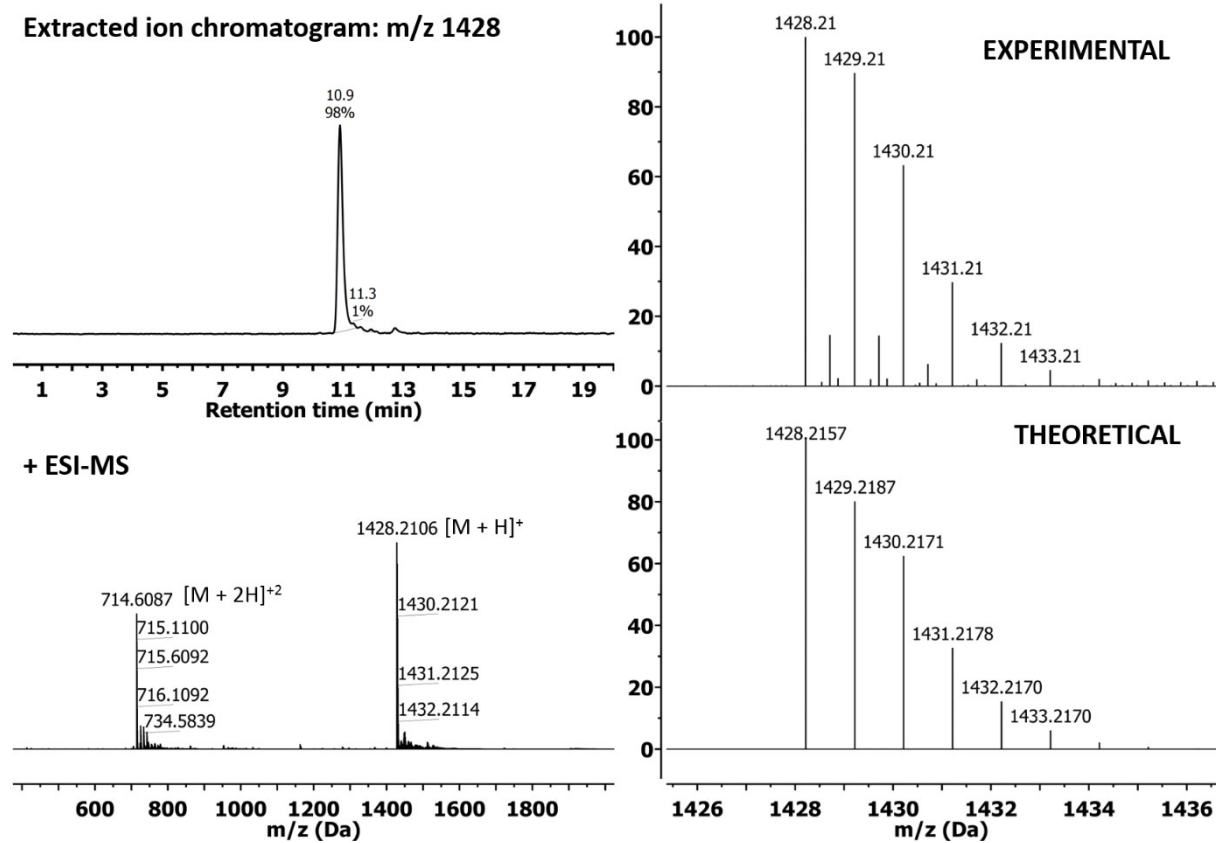 Extracted ion chromatogram: m/z 1428
10.9
98%
11.3
1%
1 3 5 7 9 11 13 15 17 19
Retention time (min)
+ ESI-MS
1428.2106 [M + H]+
714.6087 [M + 2H]+2
715.1100
715.6092
716.1092
734.5839
1430.2121
1431.2125
1432.2114
600 800 1000 1200 1400 1600 1800
m/z (Da)
EXPERIMENTAL
100
80
60
40
20
0
1428.21
1429.21
1430.21
1431.21
1432.21
1433.21
THEORETICAL
100
80
60
40
20
0
1428.2157
1429.2187
1430.2171
1431.2178
1432.2170
1433.2170
1426 1428 1430 1432 1434 1436
m/z (Da)